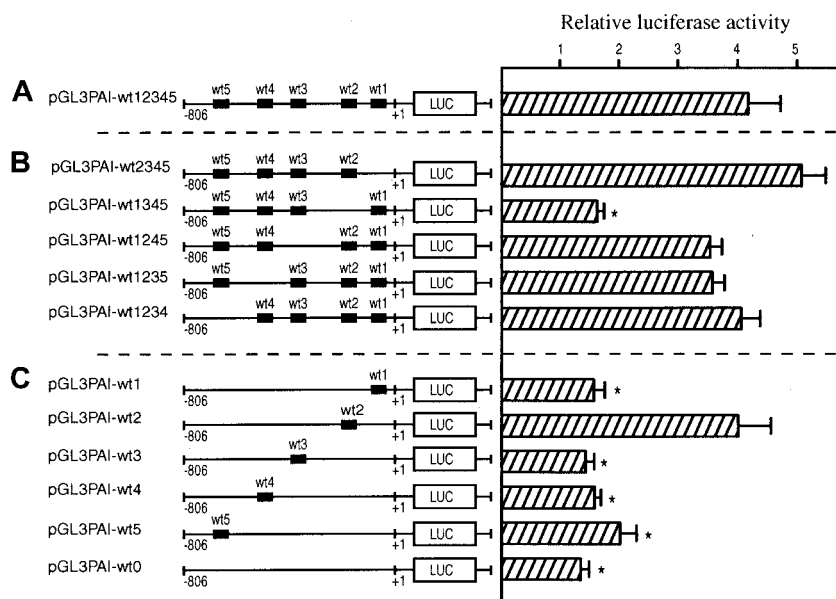 Relative luciferase activity
1 2 3 4 5
A
pGL3PAI-wt12345 wt5 wt4 wt3 wt2 wt1 LUC
-806 +1
B
pGL3PAI-wt2345 wt5 wt4 wt3 wt2 LUC
-806 +1
pGL3PAI-wt1345 wt5 wt4 wt3 wt1 LUC *
-806 +1
pGL3PAI-wt1245 wt5 wt4 wt2 wt1 LUC
-806 +1
pGL3PAI-wt1235 wt5 wt3 wt2 wt1 LUC
-806 +1
pGL3PAI-wt1234 wt4 wt3 wt2 wt1 LUC
-806 +1
C
pGL3PAI-wt1 wt1 LUC *
-806 +1
pGL3PAI-wt2 wt2 LUC
-806 +1
pGL3PAI-wt3 wt3 LUC *
-806 +1
pGL3PAI-wt4 wt4 LUC *
-806 +1
pGL3PAI-wt5 wt5 LUC *
-806 +1
pGL3PAI-wt0 LUC *
-806 +1